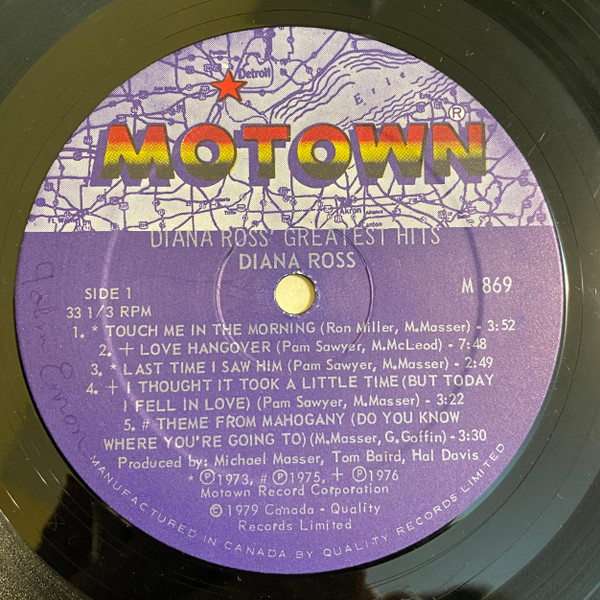 Detroit
Erie
MOTOWN®
Akron
Canton
DIANA ROSS' GREATEST HITS
DIANA ROSS
SIDE 1
M 869
33 1/3 RPM
1. * TOUCH ME IN THE MORNING (Ron Miller, M.Masser) - 3:52
2. + LOVE HANGOVER (Pam Sawyer, M.McLeod) - 7:48
3. * LAST TIME I SAW HIM (Pam Sawyer, M.Masser) - 2:49
4. + I THOUGHT IT TOOK A LITTLE TIME (BUT TODAY
I FELL IN LOVE) (Pam Sawyer, M.Masser) - 3:22
5. # THEME FROM MAHOGANY (DO YOU KNOW
WHERE YOU'RE GOING TO) (M.Masser, G.Goffin) - 3:30
Produced by: Michael Masser, Tom Baird, Hal Davis
* ℗1973, # ℗1975, + ℗1976
Motown Record Corporation
©1979 Canada - Quality
Records Limited
MANUFACTURED IN CANADA BY QUALITY RECORDS LIMITED